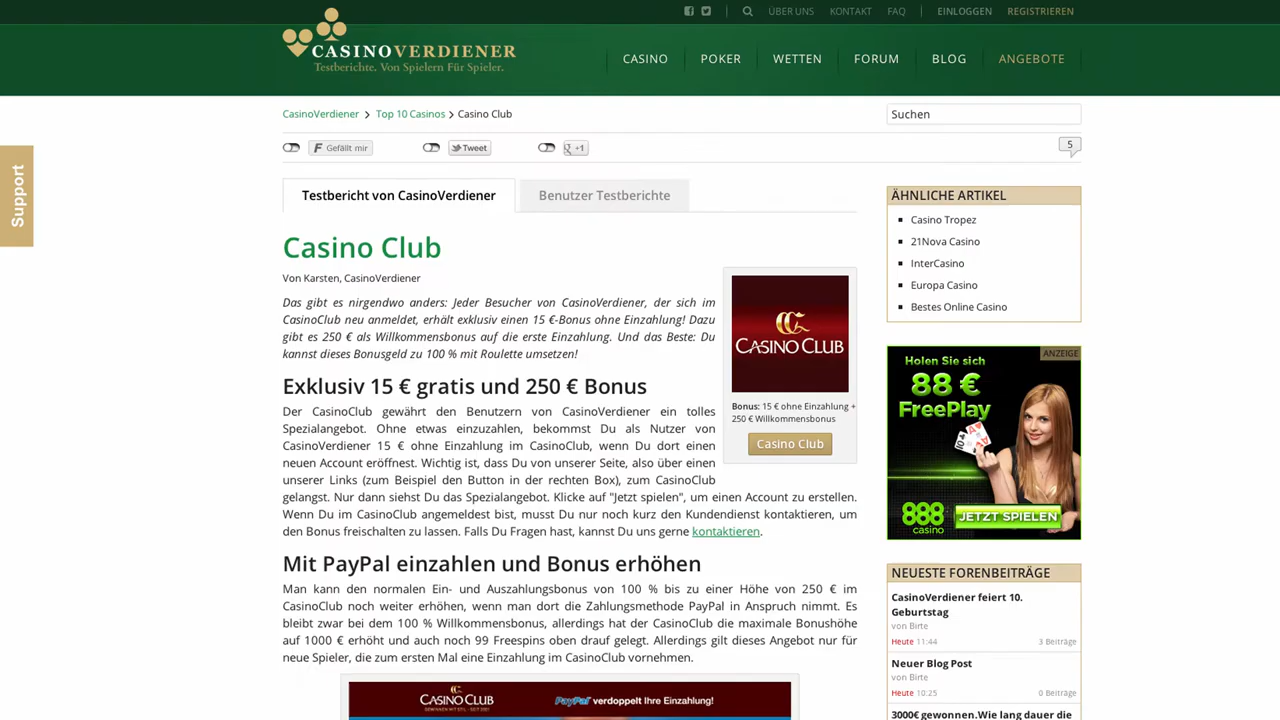 ÜBER UNS KONTAKT FAQ EINLOGGEN REGISTRIEREN
CASINOVERDIENER
Testberichte. Von Spielern Für Spieler.
CASINO POKER WETTEN FORUM BLOG ANGEBOTE
CasinoVerdiener > Top 10 Casinos > Casino Club
Suchen
Gefällt mir
Tweet
+1
5
Support
Testbericht von CasinoVerdiener
Benutzer Testberichte
Casino Club
Von Karsten, CasinoVerdiener
Das gibt es nirgendwo anders: Jeder Besucher von CasinoVerdiener, der sich im
CasinoClub neu anmeldet, erhält exklusiv einen 15 €-Bonus ohne Einzahlung! Dazu
gibt es 250 € als Willkommensbonus auf die erste Einzahlung. Und das Beste: Du
kannst dieses Bonusgeld zu 100 % mit Roulette umsetzen!
Exklusiv 15 € gratis und 250 € Bonus
Der CasinoClub gewährt den Benutzern von CasinoVerdiener ein tolles
Spezialangebot. Ohne etwas einzuzahlen, bekommst Du als Nutzer von
CasinoVerdiener 15 € ohne Einzahlung im CasinoClub, wenn Du dort einen
neuen Account eröffnest. Wichtig ist, dass Du von unserer Seite, also über einen
unserer Links (zum Beispiel den Button in der rechten Box), zum CasinoClub
gelangst. Nur dann siehst Du das Spezialangebot. Klicke auf "Jetzt spielen", um einen Account zu erstellen.
Wenn Du im CasinoClub angemeldet bist, musst Du nur noch kurz den Kundendienst kontaktieren, um
den Bonus freischalten zu lassen. Falls Du Fragen hast, kannst Du uns gerne kontaktieren.
CASINO CLUB
Bonus: 15 € ohne Einzahlung +
250 € Willkommensbonus
Casino Club
Mit PayPal einzahlen und Bonus erhöhen
Man kann den normalen Ein- und Auszahlungsbonus von 100 % bis zu einer Höhe von 250 € im
CasinoClub noch weiter erhöhen, wenn man dort die Zahlungsmethode PayPal in Anspruch nimmt. Es
bleibt zwar bei dem 100 % Willkommensbonus, allerdings hat der CasinoClub die maximale Bonushöhe
auf 1000 € erhöht und auch noch 99 Freespins oben drauf gelegt. Allerdings gilt dieses Angebot nur für
neue Spieler, die zum ersten Mal eine Einzahlung im CasinoClub vornehmen.
CASINO CLUB
GEWINNEN MIT STIL - SEIT 2001
PayPal verdoppelt Ihre Einzahlung!
ÄHNLICHE ARTIKEL
Casino Tropez
21Nova Casino
InterCasino
Europa Casino
Bestes Online Casino
ANZEIGE
Holen Sie sich
88 €
FreePlay
888
casino
JETZT SPIELEN
NEUESTE FORENBEITRÄGE
CasinoVerdiener feiert 10.
Geburtstag
von Birte
Heute 11:44 3 Beiträge
Neuer Blog Post
von Birte
Heute 10:25 0 Beiträge
3000€ gewonnen.Wie lang dauer die